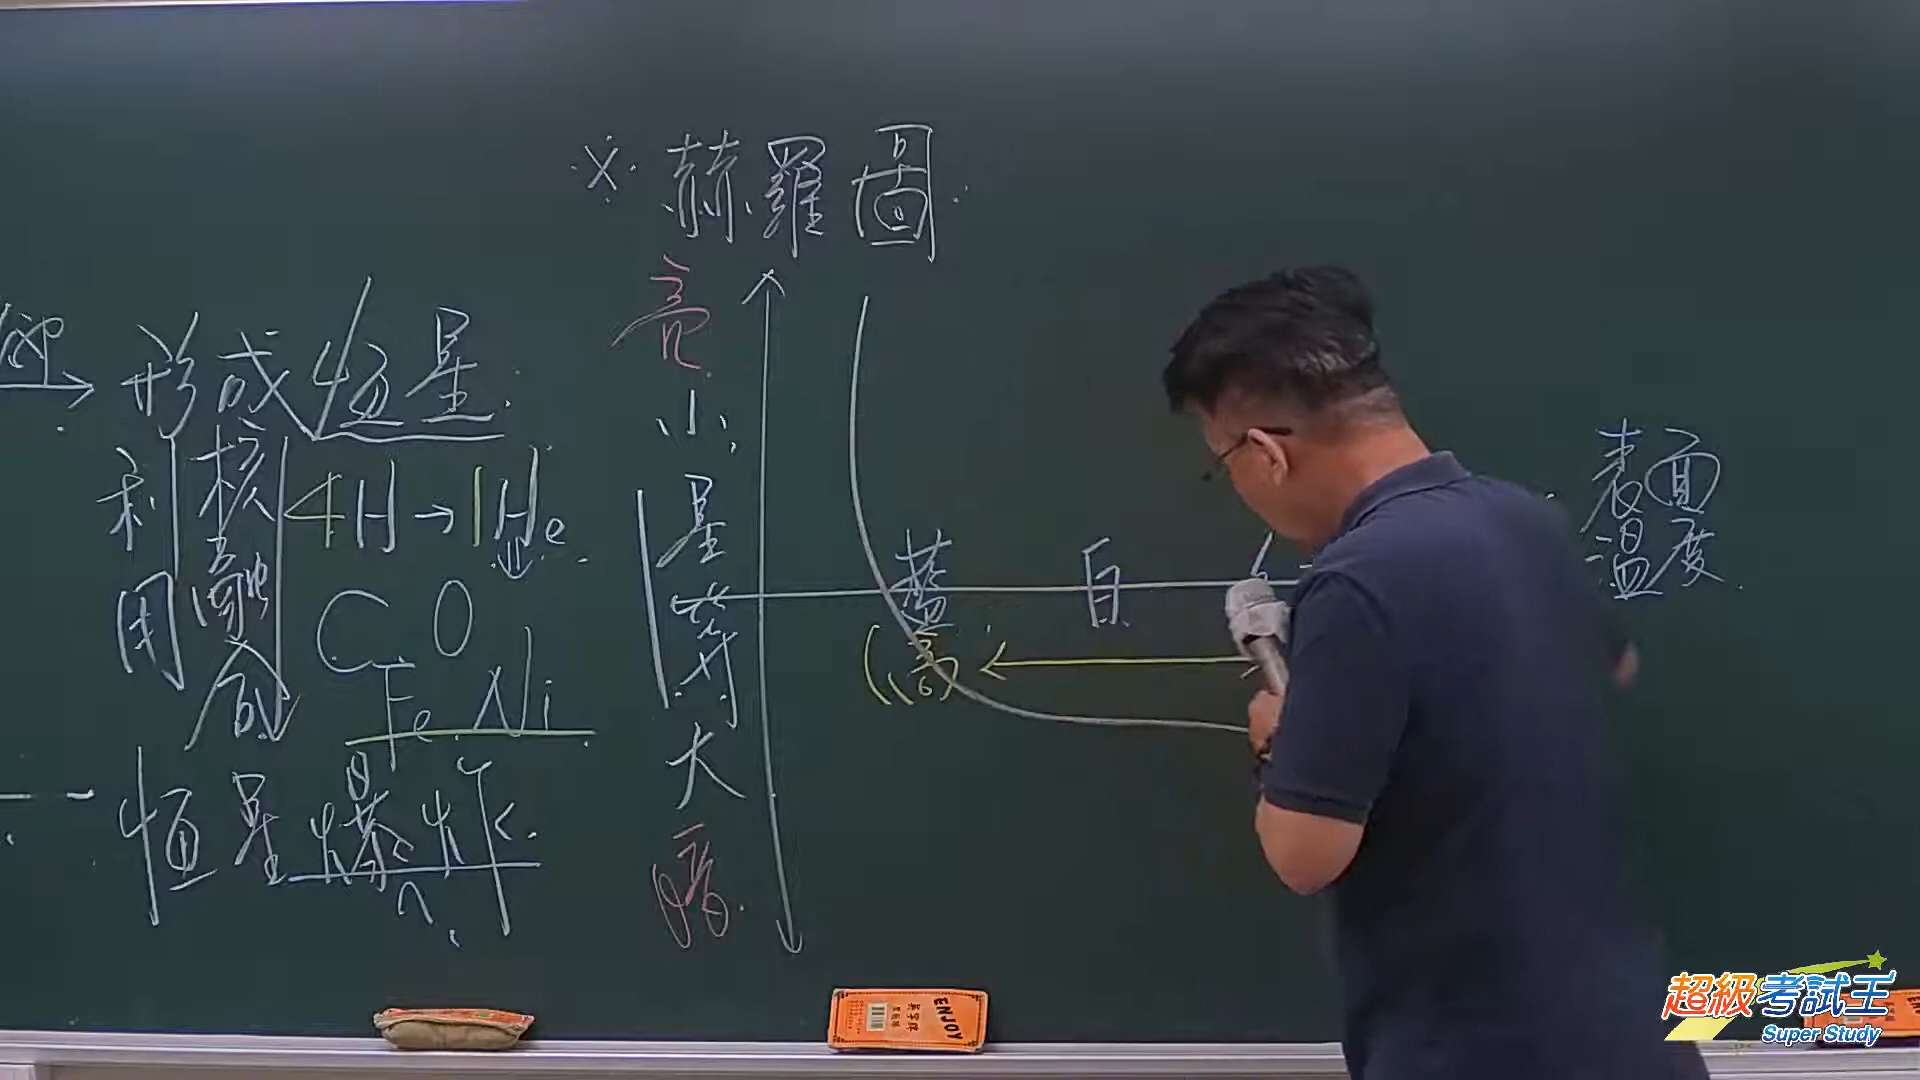 ※ 赫羅圖
形成恆星
利用核融合
4H→1He
C O
Fe Ni
恒星爆炸
亮
小
星等
大
暗
藍 白
(高)
表面
溫度
ENJOY
超級考試王
Super Study